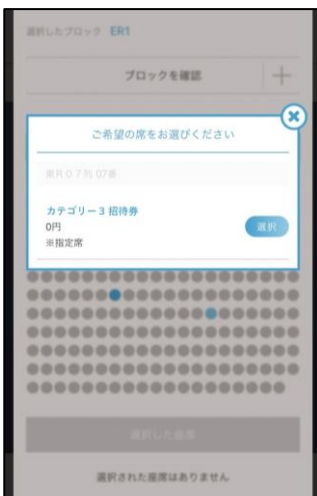 選択したブロック ER1
ブロックを確認
ご希望の席をお選びください
東R 0 7 列 07番
カテゴリー3 招待券
0円
選択
※指定席
選択した座席
選択された座席はありません